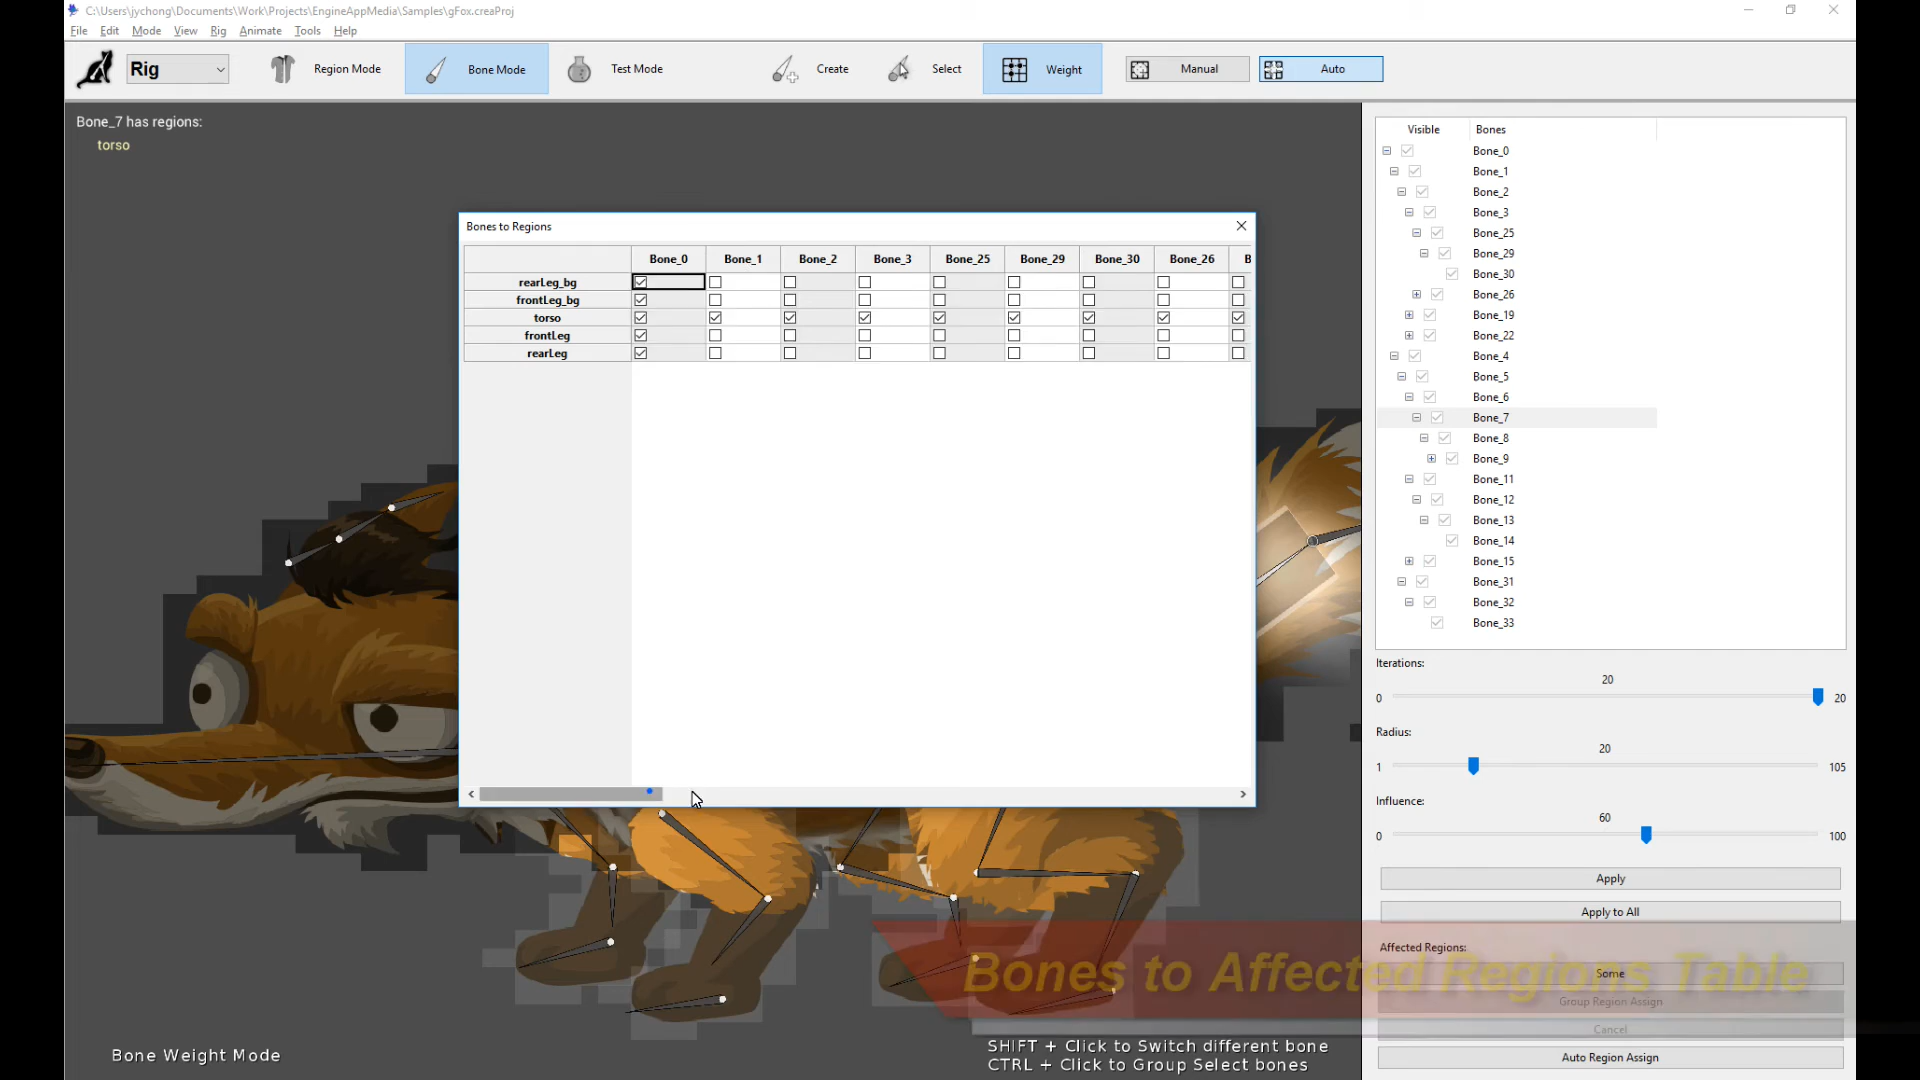 C:\Users\jychong\Documents\Work\Projects\EngineAppMedia\Samples\gFox.creaProj
File Edit Mode View Rig Animate Tools Help
Rig Region Mode Bone Mode Test Mode Create Select Weight Manual Auto
Bone_7 has regions:
torso
Bones to Regions
Bone_0 Bone_1 Bone_2 Bone_3 Bone_25 Bone_29 Bone_30 Bone_26 B
rearLeg_bg
frontLeg_bg
torso
frontLeg
rearLeg
Visible Bones
Bone_0
Bone_1
Bone_2
Bone_3
Bone_25
Bone_29
Bone_30
Bone_26
Bone_19
Bone_22
Bone_4
Bone_5
Bone_6
Bone_7
Bone_8
Bone_9
Bone_11
Bone_12
Bone_13
Bone_14
Bone_15
Bone_31
Bone_32
Bone_33
Iterations:
20
0 20
Radius:
20
1 105
Influence:
60
0 100
Apply
Apply to All
Affected Regions:
Some
Group Region Assign
Cancel
Auto Region Assign
Bones to Affected Regions Table
Bone Weight Mode
SHIFT + Click to Switch different bone
CTRL + Click to Group Select bones